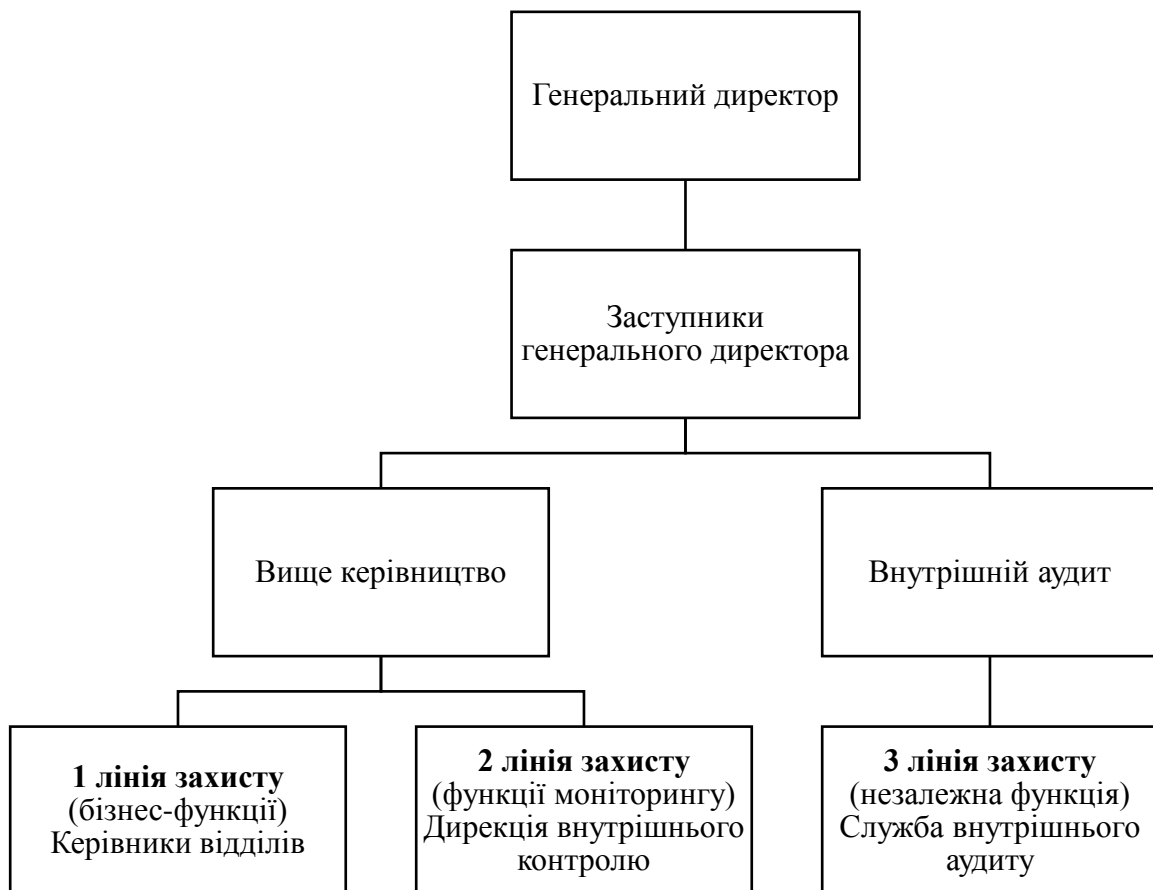 Генеральний директор
Заступники
генерального директора
Вище керівництво
Внутрішній аудит
1 лінія захисту
(бізнес-функції)
Керівники відділів
2 лінія захисту
(функції моніторингу)
Дирекція внутрішнього
контролю
3 лінія захисту
(незалежна функція)
Служба внутрішнього
аудиту